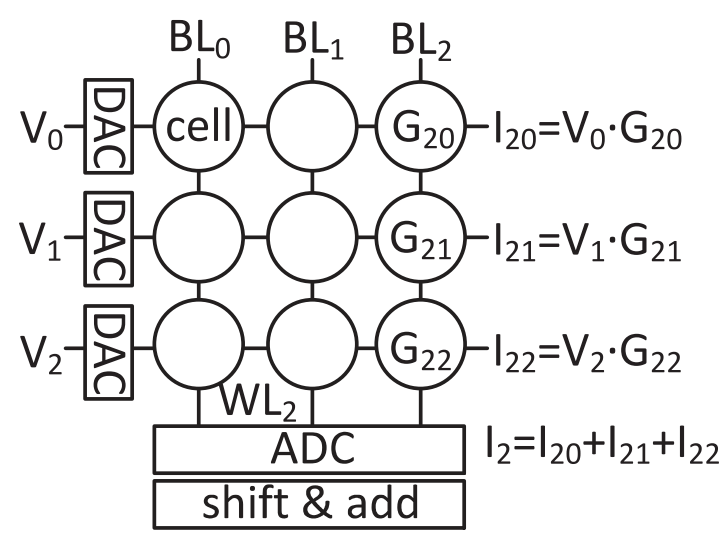 BL₀ BL₁ BL₂
V₀ DAC cell G₂₀ I₂₀=V₀·G₂₀
V₁ DAC G₂₁ I₂₁=V₁·G₂₁
V₂ DAC G₂₂ I₂₂=V₂·G₂₂
WL₂
ADC I₂=I₂₀+I₂₁+I₂₂
shift & add